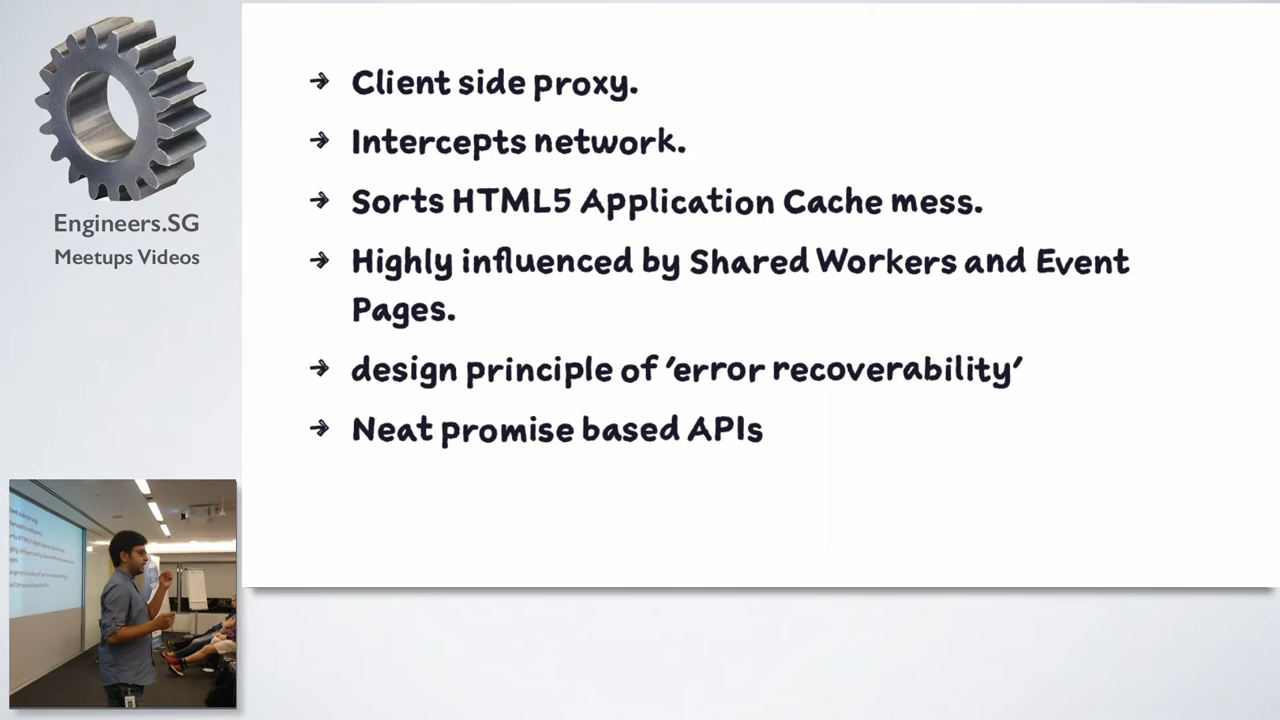 Engineers.SG
Meetups Videos
→ Client side proxy.
→ Intercepts network.
→ Sorts HTML5 Application Cache mess.
→ Highly influenced by Shared Workers and Event
Pages.
→ design principle of 'error recoverability'
→ Neat promise based APIs